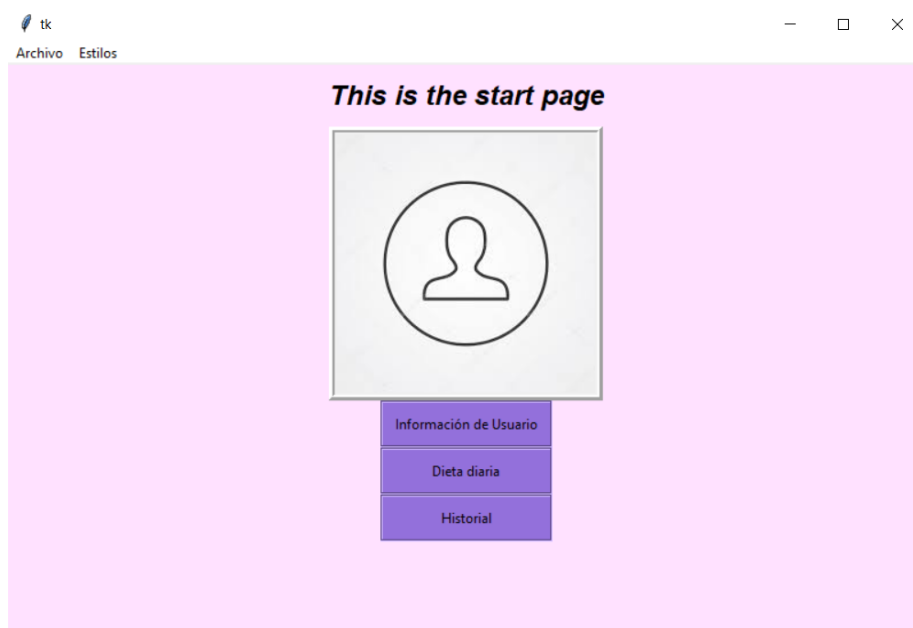 tk
Archivo Estilos
This is the start page
Información de Usuario
Dieta diaria
Historial